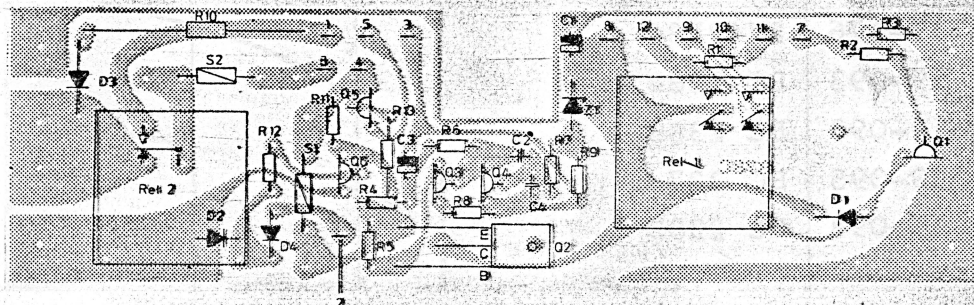 R10 1 5 3 C1 8 12 9 10 11 7 R3
S2 3 4 R1 R2
D3 R11 Q5 R13 Z1
R12 S1 C3 R6 C2 R7 R9 Q1
Rel 2 Q6 Rel 1
R4 Q3 Q4 C4
D2 D4 R5 R8 D1
E
C Q2
B
2